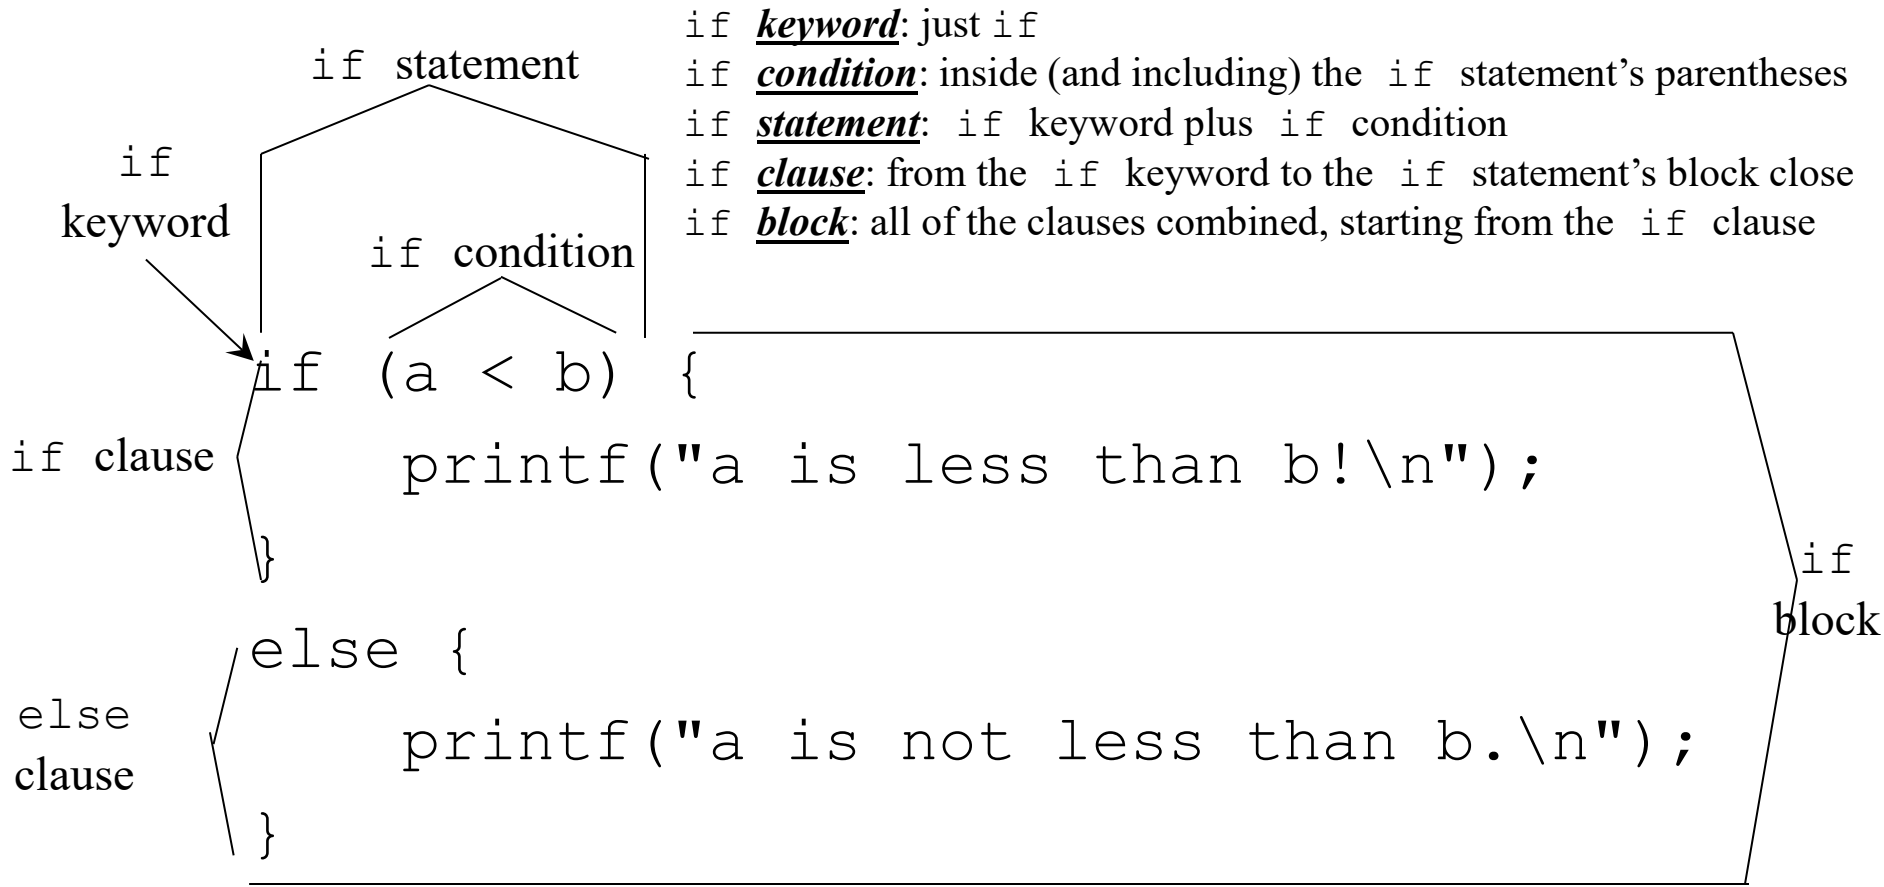 if keyword: just if
if condition: inside (and including) the if statement’s parentheses
if statement: if keyword plus if condition
if clause: from the if keyword to the if statement’s block close
if block: all of the clauses combined, starting from the if clause
if statement
if
keyword
if condition
if (a < b) {
if clause
printf("a is less than b!\n");
}
if
block
else {
else
clause
printf("a is not less than b.\n");
}